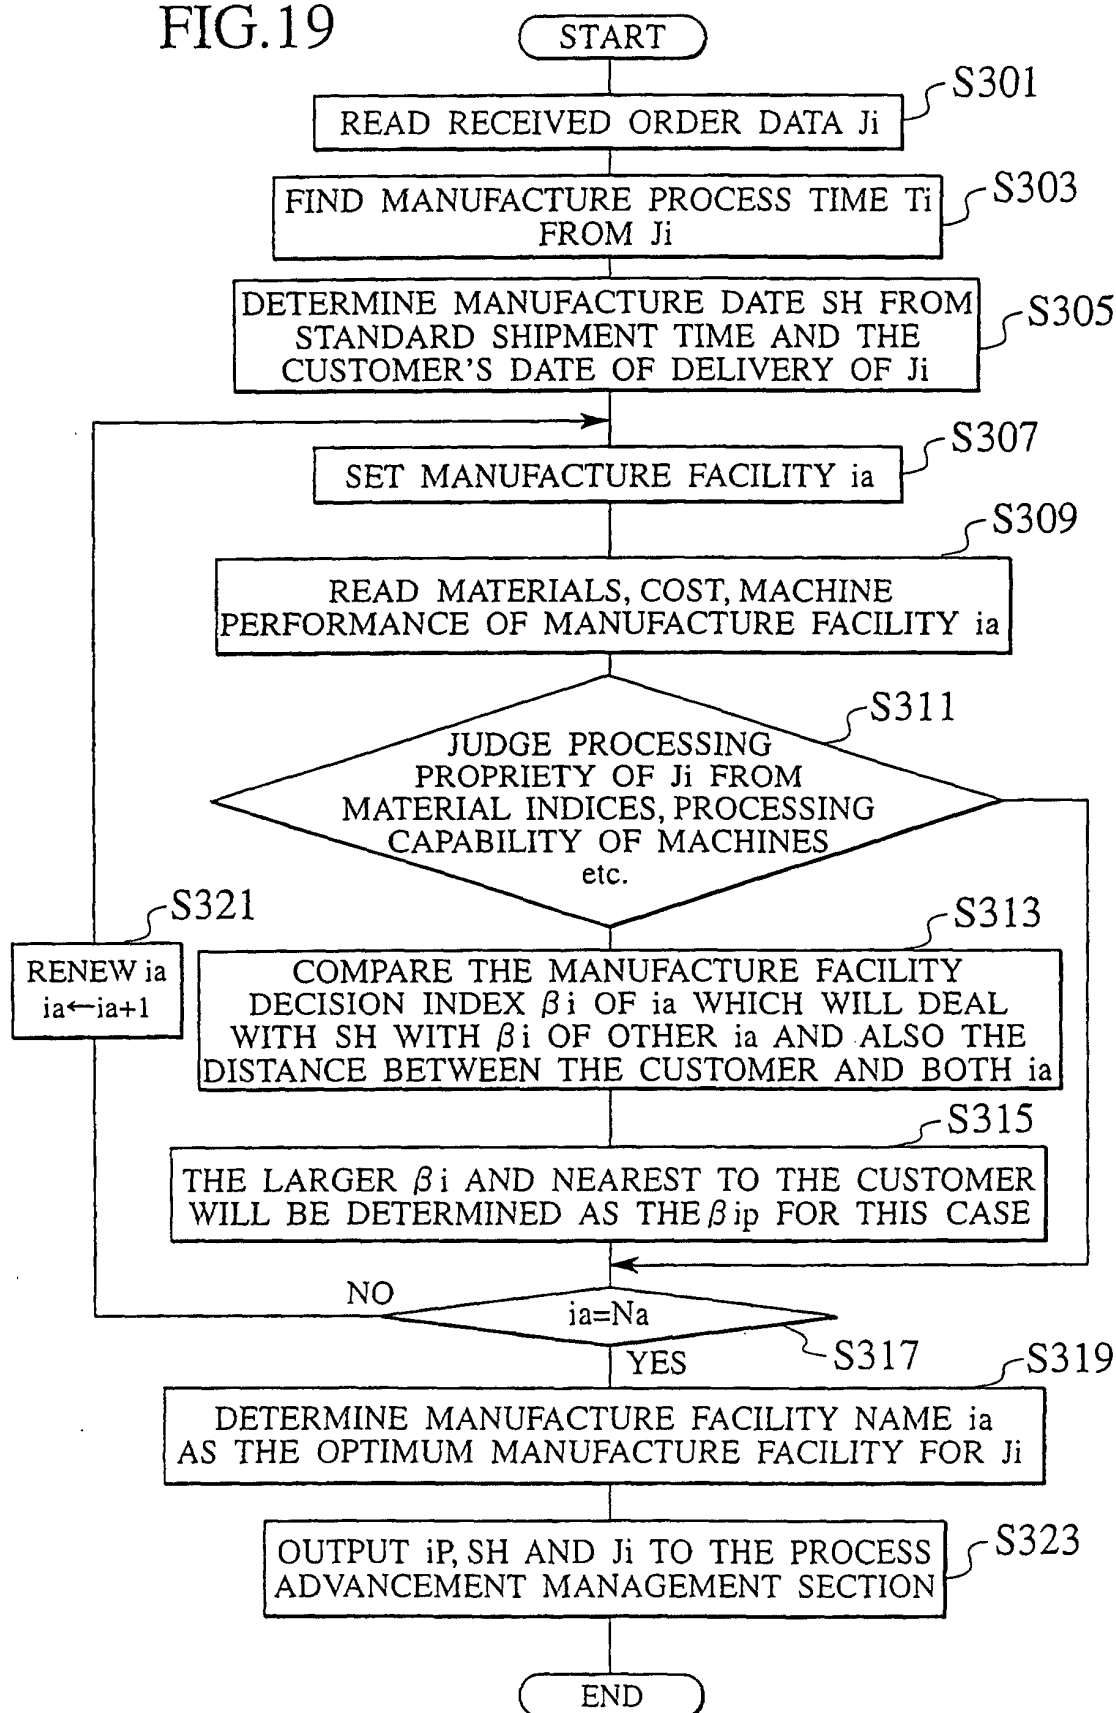 FIG.19
START
S301
READ RECEIVED ORDER DATA Ji
S303
FIND MANUFACTURE PROCESS TIME Ti
FROM Ji
S305
DETERMINE MANUFACTURE DATE SH FROM
STANDARD SHIPMENT TIME AND THE
CUSTOMER'S DATE OF DELIVERY OF Ji
S307
SET MANUFACTURE FACILITY ia
S309
READ MATERIALS, COST, MACHINE
PERFORMANCE OF MANUFACTURE FACILITY ia
S311
JUDGE PROCESSING
PROPRIETY OF Ji FROM
MATERIAL INDICES, PROCESSING
CAPABILITY OF MACHINES
etc.
S321
RENEW ia
ia←ia+1
S313
COMPARE THE MANUFACTURE FACILITY
DECISION INDEX βi OF ia WHICH WILL DEAL
WITH SH WITH βi OF OTHER ia AND ALSO THE
DISTANCE BETWEEN THE CUSTOMER AND BOTH ia
S315
THE LARGER βi AND NEAREST TO THE CUSTOMER
WILL BE DETERMINED AS THE βip FOR THIS CASE
NO
ia=Na
S317
YES
S319
DETERMINE MANUFACTURE FACILITY NAME ia
AS THE OPTIMUM MANUFACTURE FACILITY FOR Ji
S323
OUTPUT iP, SH AND Ji TO THE PROCESS
ADVANCEMENT MANAGEMENT SECTION
END